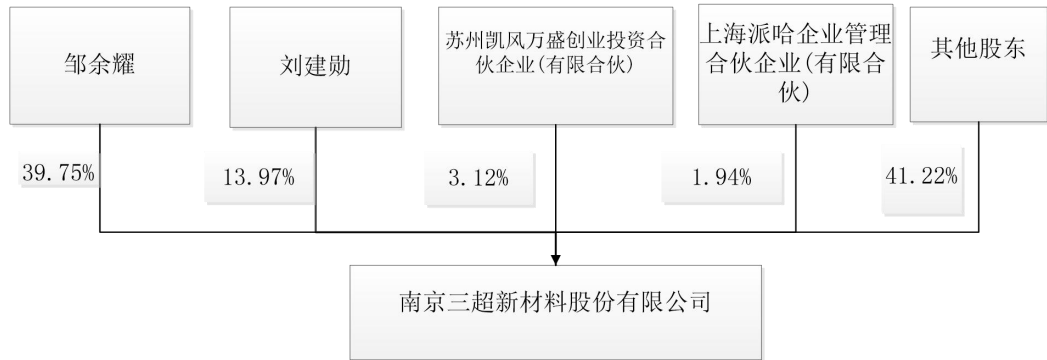 邹余耀
刘建勋
苏州凯风万盛创业投资合
伙企业(有限合伙)
上海派哈企业管理
合伙企业(有限合
伙)
其他股东
39.75%
13.97%
3.12%
1.94%
41.22%
南京三超新材料股份有限公司